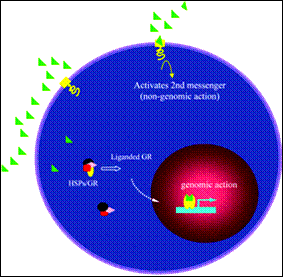 Activates 2nd messenger
(non-genomic action)
Liganded GR
HSPs/GR
genomic action